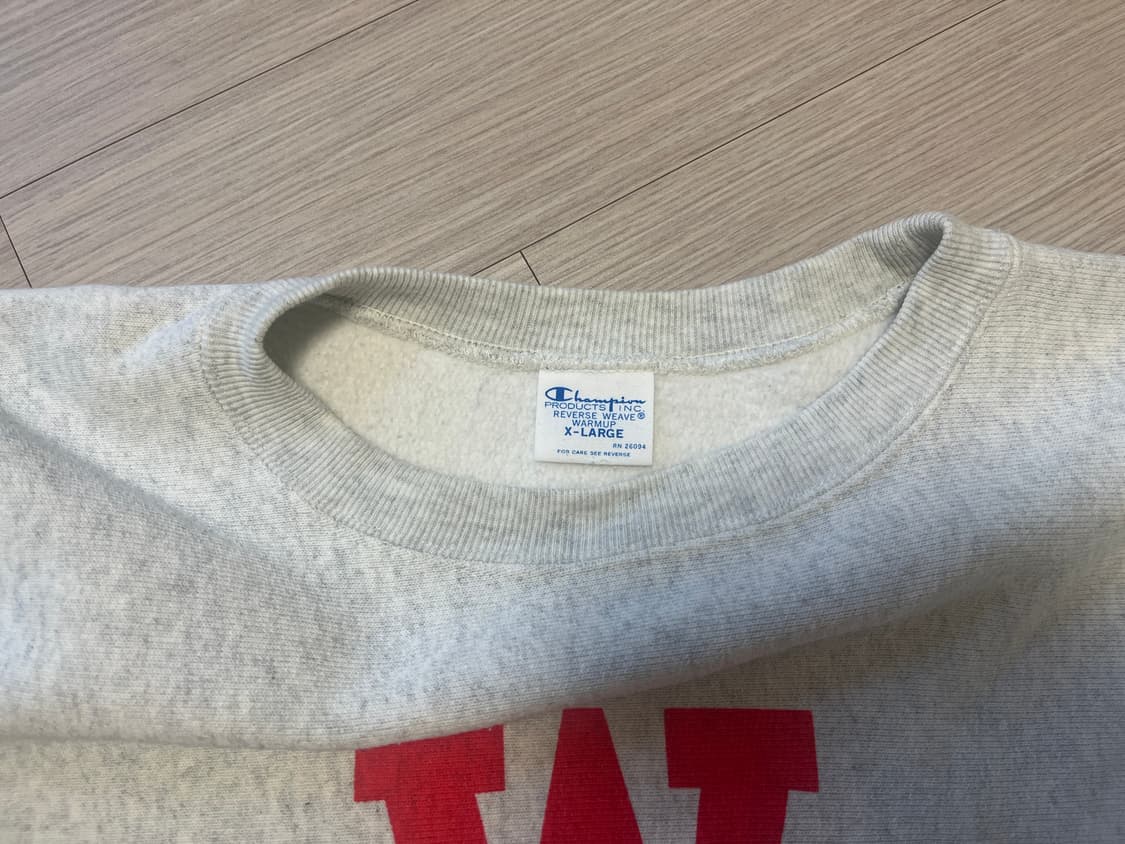 Champion
PRODUCTS INC.
REVERSE WEAVE®
WARMUP
X-LARGE
RN 26094
FOR CARE SEE REVERSE
W